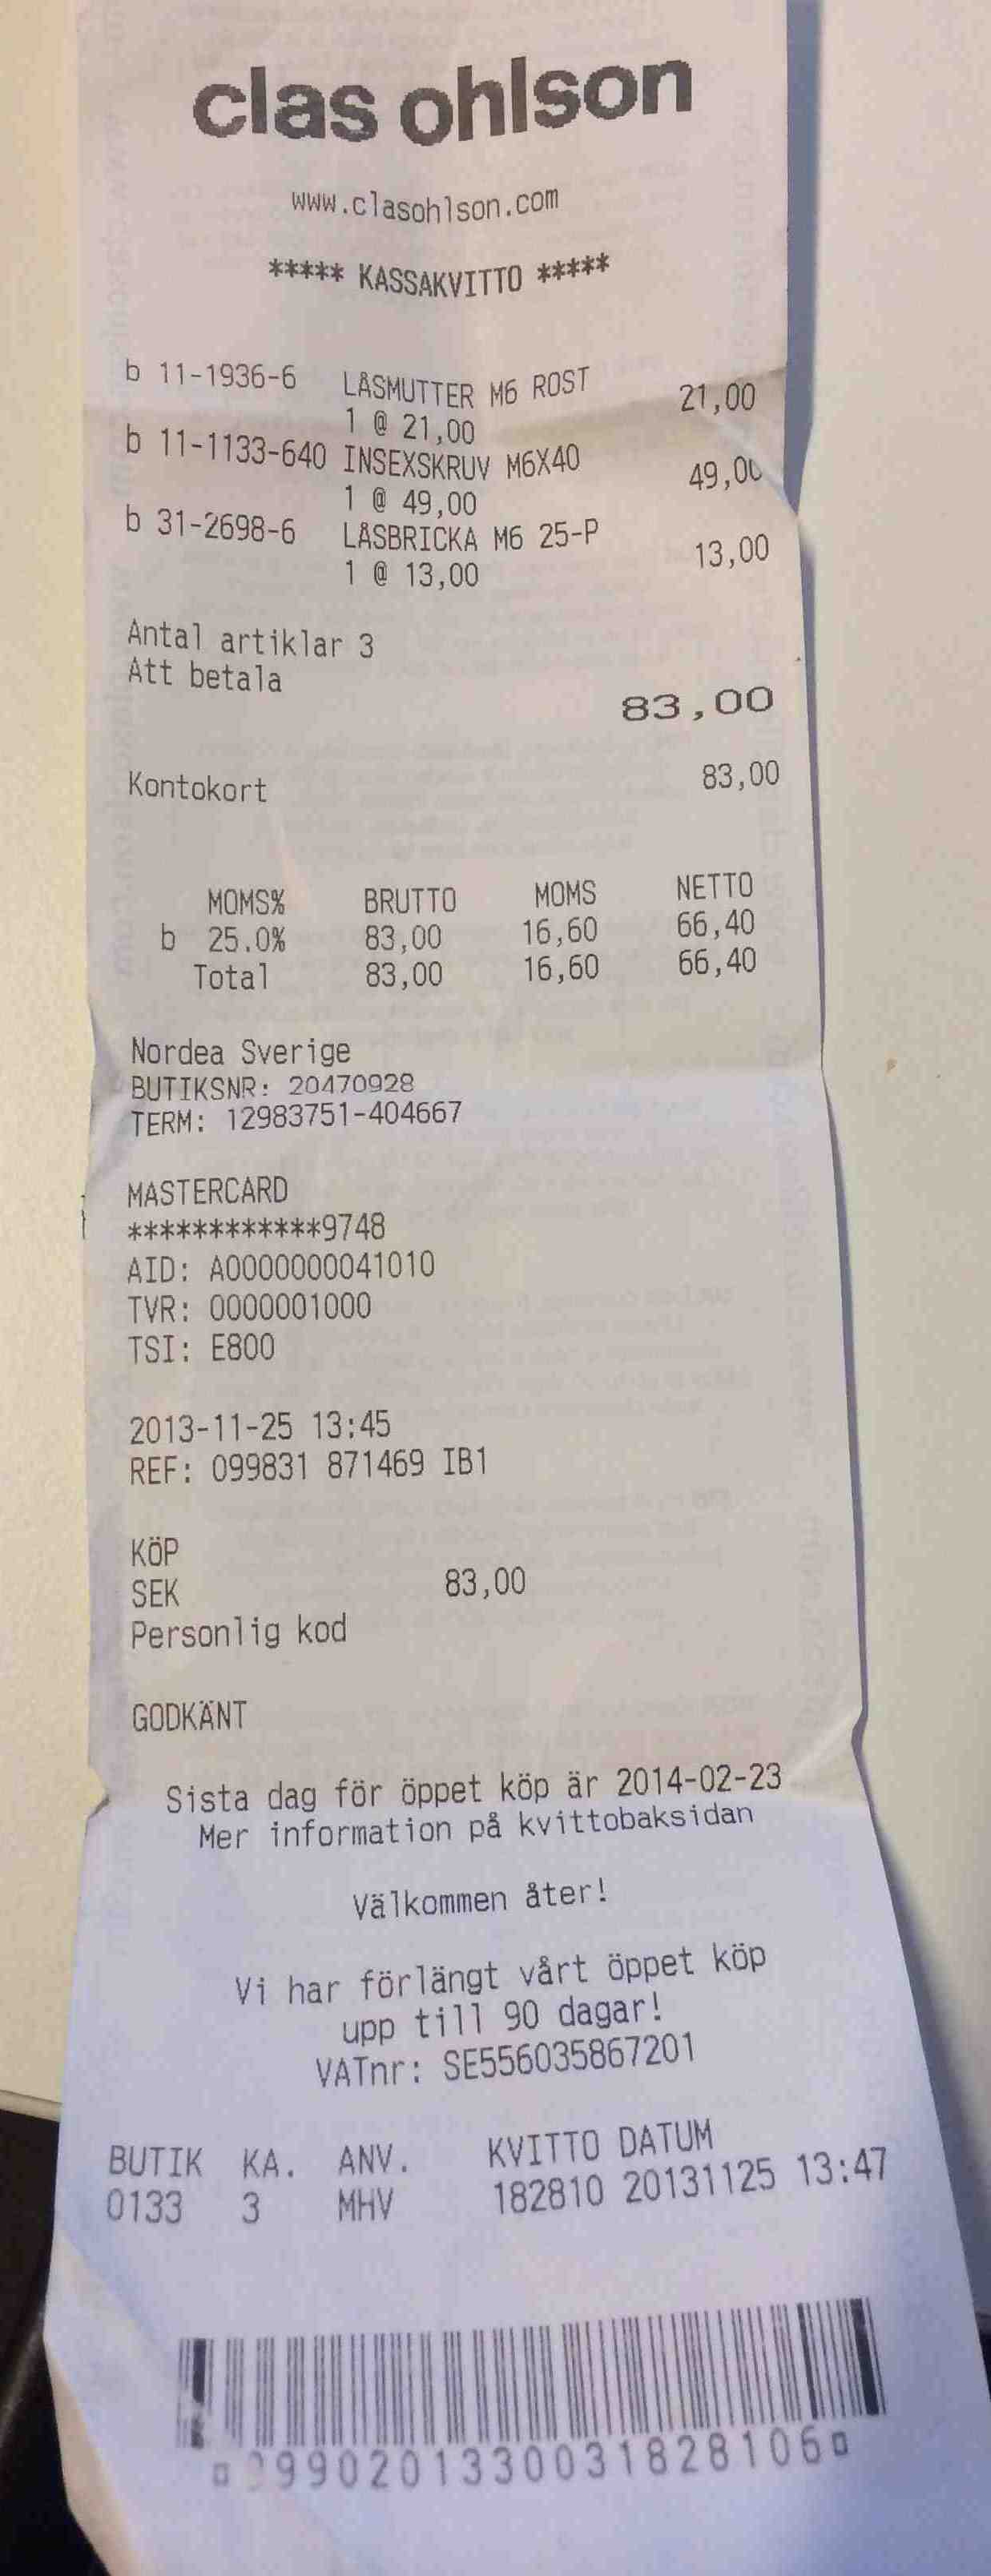 clas ohlson
www.clasohlson.com
***** KASSAKVITTO *****
b 11-1936-6 LÅSMUTTER M6 ROST 21,00
1 @ 21,00
b 11-1133-640 INSEXSKRUV M6X40 49,00
1 @ 49,00
b 31-2698-6 LÅSBRICKA M6 25-P 13,00
1 @ 13,00
Antal artiklar 3
Att betala 83,00
Kontokort 83,00
MOMS% BRUTTO MOMS NETTO
b 25.0% 83,00 16,60 66,40
Total 83,00 16,60 66,40
Nordea Sverige
BUTIKSNR: 20470928
TERM: 12983751-404667
MASTERCARD
************9748
AID: A0000000041010
TVR: 0000001000
TSI: E800
2013-11-25 13:45
REF: 099831 871469 IB1
KÖP
SEK 83,00
Personlig kod
GODKÄNT
Sista dag för öppet köp är 2014-02-23
Mer information på kvittobaksidan
Välkommen åter!
Vi har förlängt vårt öppet köp
upp till 90 dagar!
VATnr: SE556035867201
BUTIK KA. ANV. KVITTO DATUM
0133 3 MHV 182810 20131125 13:47